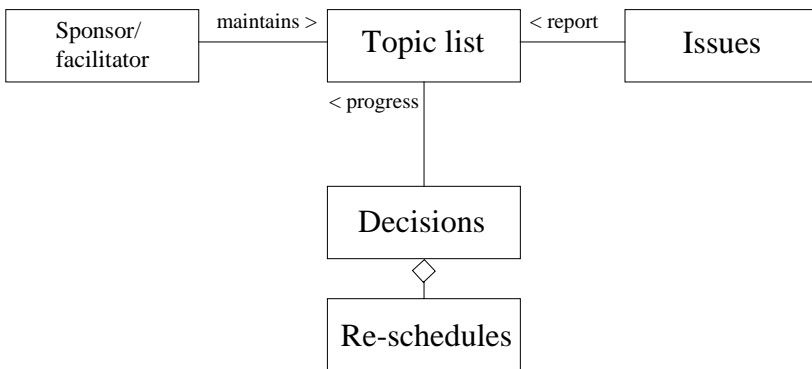 Sponsor/
facilitator
maintains >
Topic list
< report
Issues
< progress
Decisions
Re-schedules